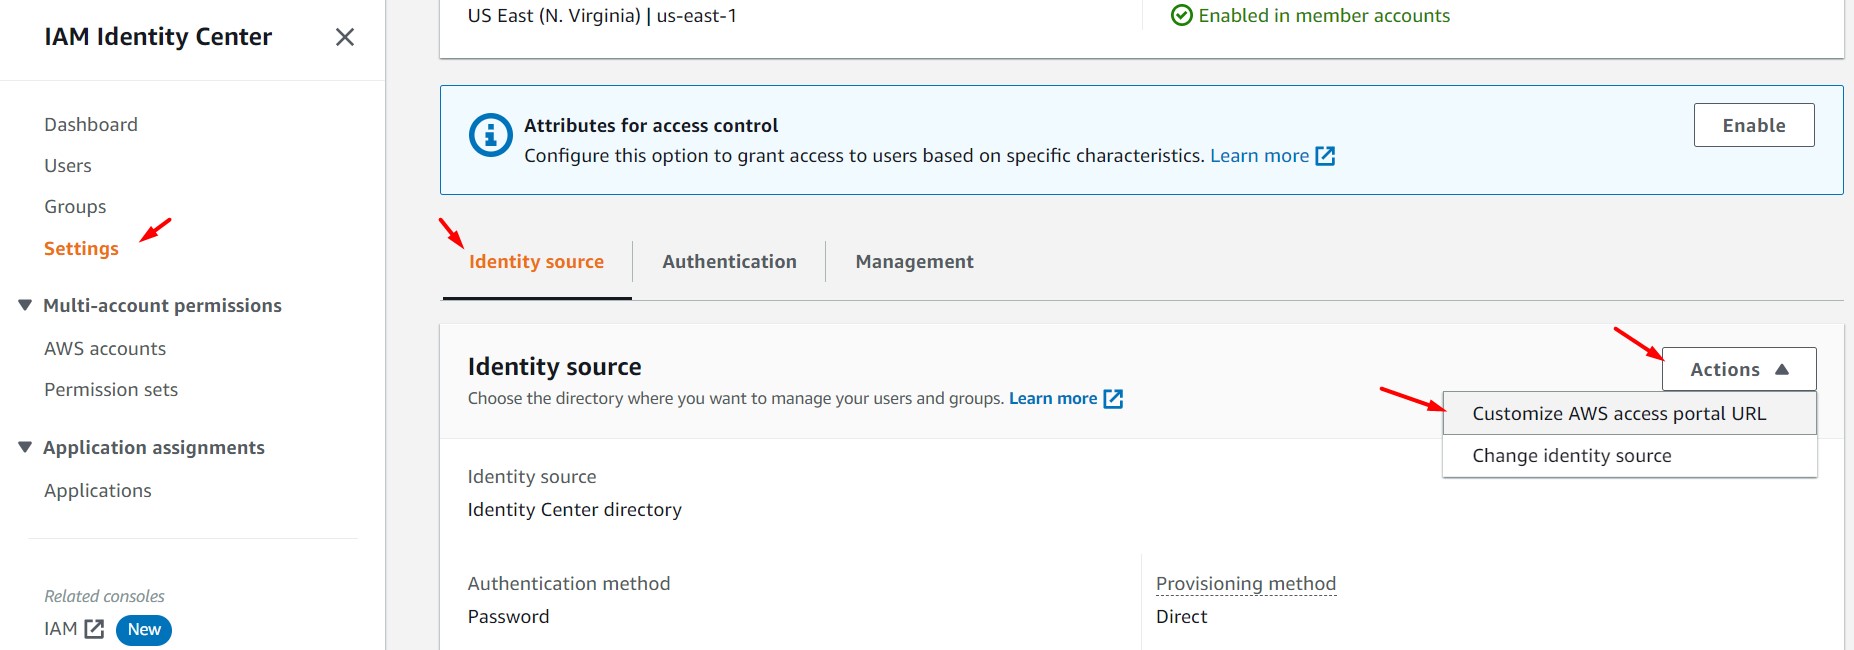 IAM Identity Center
Dashboard
Users
Groups
Settings
Multi-account permissions
AWS accounts
Permission sets
Application assignments
Applications
Related consoles
IAM New
US East (N. Virginia) | us-east-1
Enabled in member accounts
Attributes for access control
Configure this option to grant access to users based on specific characteristics. Learn more
Enable
Identity source
Authentication
Management
Identity source
Choose the directory where you want to manage your users and groups. Learn more
Actions
Customize AWS access portal URL
Change identity source
Identity source
Identity Center directory
Authentication method
Password
Provisioning method
Direct